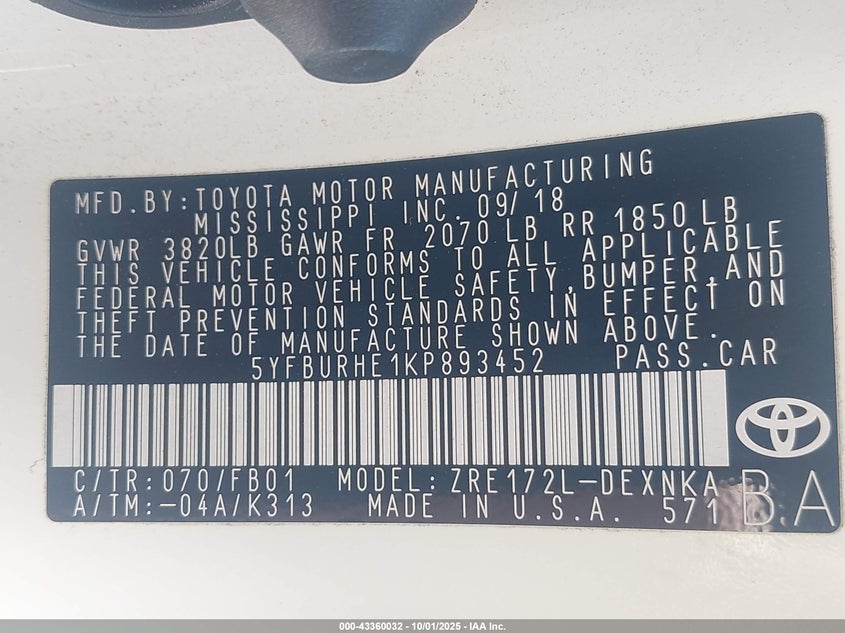 MFD.BY:TOYOTA MOTOR MANUFACTURING
MISSISSIPPI INC. 09/18
GVWR 3820LB GAWR FR 2070 LB RR 1850 LB
THIS VEHICLE CONFORMS TO ALL APPLICABLE
FEDERAL MOTOR VEHICLE SAFETY,BUMPER,AND
THEFT PREVENTION STANDARDS IN EFFECT ON
THE DATE OF MANUFACTURE SHOWN ABOVE.
5YFBURHE1KP893452 PASS.CAR
C/TR:070/FB01 MODEL:ZRE172L-DEXNKA
A/TM:-04A/K313 MADE IN U.S.A. 571 B.A
000-43360032 - 10/01/2025 - IAA Inc.